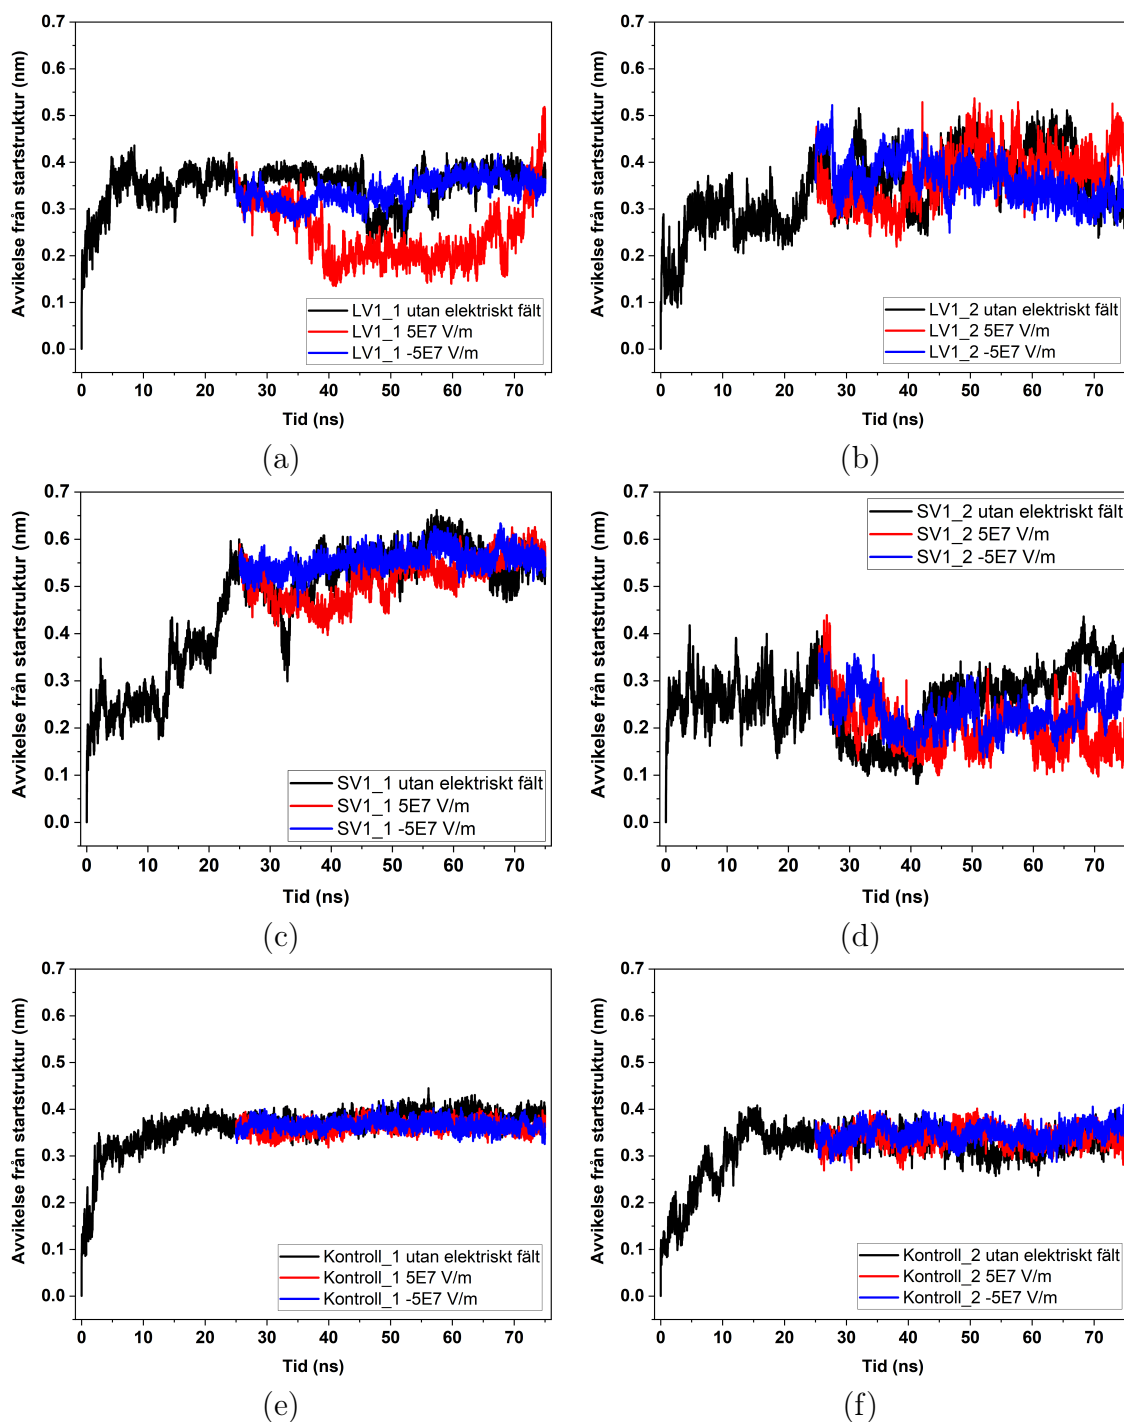 Avvikelse från startstruktur (nm)
0.7
0.6
0.5
0.4
0.3
0.2
0.1
0.0
LV1_1 utan elektriskt fält
LV1_1 5E7 V/m
LV1_1 -5E7 V/m
0 10 20 30 40 50 60 70
Tid (ns)
(a)
Avvikelse från startstruktur (nm)
0.7
0.6
0.5
0.4
0.3
0.2
0.1
0.0
LV1_2 utan elektriskt fält
LV1_2 5E7 V/m
LV1_2 -5E7 V/m
0 10 20 30 40 50 60 70
Tid (ns)
(b)
Avvikelse från startstruktur (nm)
0.7
0.6
0.5
0.4
0.3
0.2
0.1
0.0
SV1_1 utan elektriskt fält
SV1_1 5E7 V/m
SV1_1 -5E7 V/m
0 10 20 30 40 50 60 70
Tid (ns)
(c)
Avvikelse från startstruktur (nm)
0.7
0.6
0.5
0.4
0.3
0.2
0.1
0.0
SV1_2 utan elektriskt fält
SV1_2 5E7 V/m
SV1_2 -5E7 V/m
0 10 20 30 40 50 60 70
Tid (ns)
(d)
Avvikelse från startstruktur (nm)
0.7
0.6
0.5
0.4
0.3
0.2
0.1
0.0
Kontroll_1 utan elektriskt fält
Kontroll_1 5E7 V/m
Kontroll_1 -5E7 V/m
0 10 20 30 40 50 60 70
Tid (ns)
(e)
Avvikelse från startstruktur (nm)
0.7
0.6
0.5
0.4
0.3
0.2
0.1
0.0
Kontroll_2 utan elektriskt fält
Kontroll_2 5E7 V/m
Kontroll_2 -5E7 V/m
0 10 20 30 40 50 60 70
Tid (ns)
(f)